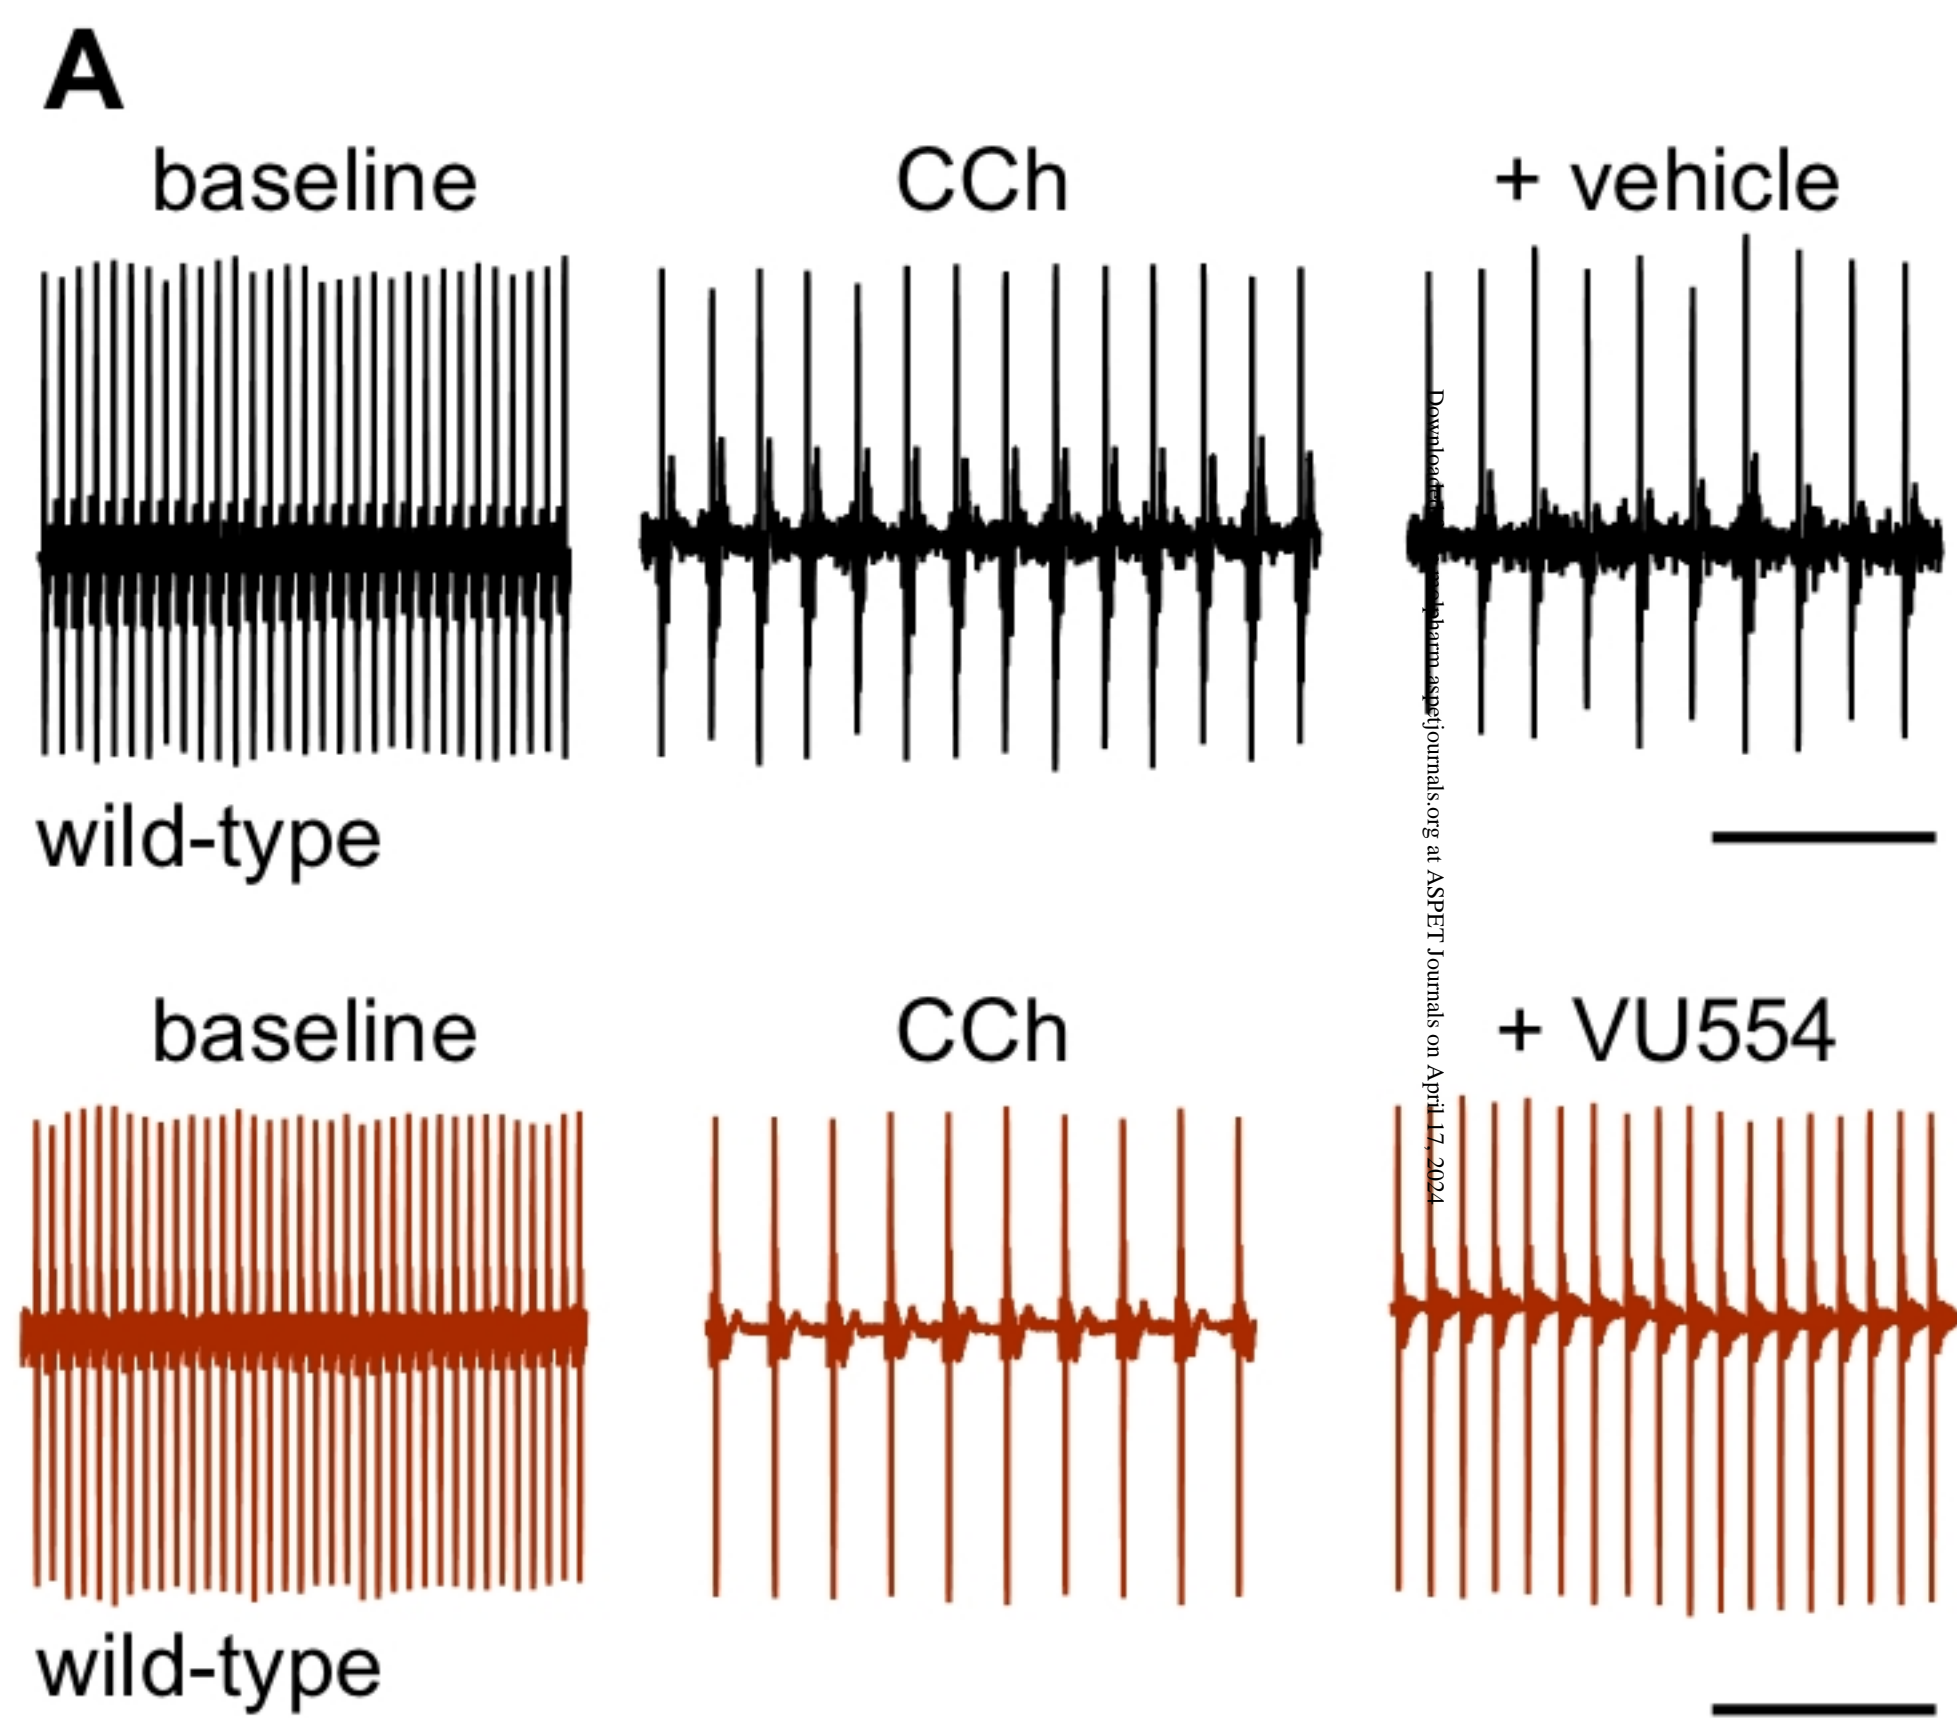 A
baseline CCh + vehicle
wild-type
baseline CCh + VU554
wild-type
Downloaded molpharm.aspetjournals.org at ASPET Journals on April 17, 2024